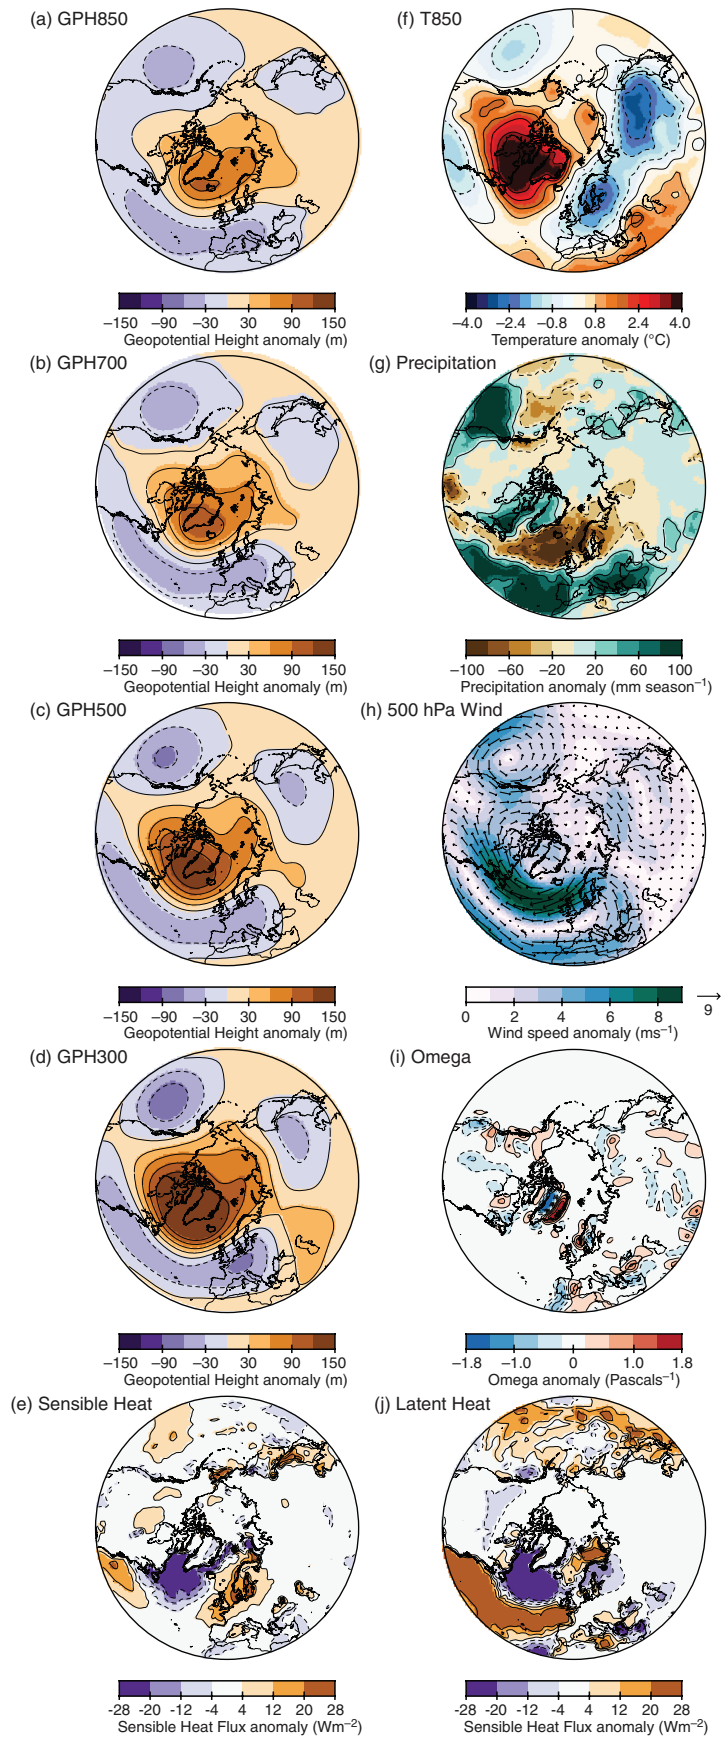 (a) GPH850
(f) T850
−150 −90 −30 30 90 150
Geopotential Height anomaly (m)
−4.0 −2.4 −0.8 0.8 2.4 4.0
Temperature anomaly (°C)
(b) GPH700
(g) Precipitation
−150 −90 −30 30 90 150
Geopotential Height anomaly (m)
−100 −60 −20 20 60 100
Precipitation anomaly (mm season−1)
(c) GPH500
(h) 500 hPa Wind
−150 −90 −30 30 90 150
Geopotential Height anomaly (m)
0 2 4 6 8
Wind speed anomaly (ms−1)
9
(d) GPH300
(i) Omega
−150 −90 −30 30 90 150
Geopotential Height anomaly (m)
−1.8 −1.0 0 1.0 1.8
Omega anomaly (Pascals−1)
(e) Sensible Heat
(j) Latent Heat
-28 -20 -12 -4 4 12 20 28
Sensible Heat Flux anomaly (Wm−2)
-28 -20 -12 -4 4 12 20 28
Sensible Heat Flux anomaly (Wm−2)